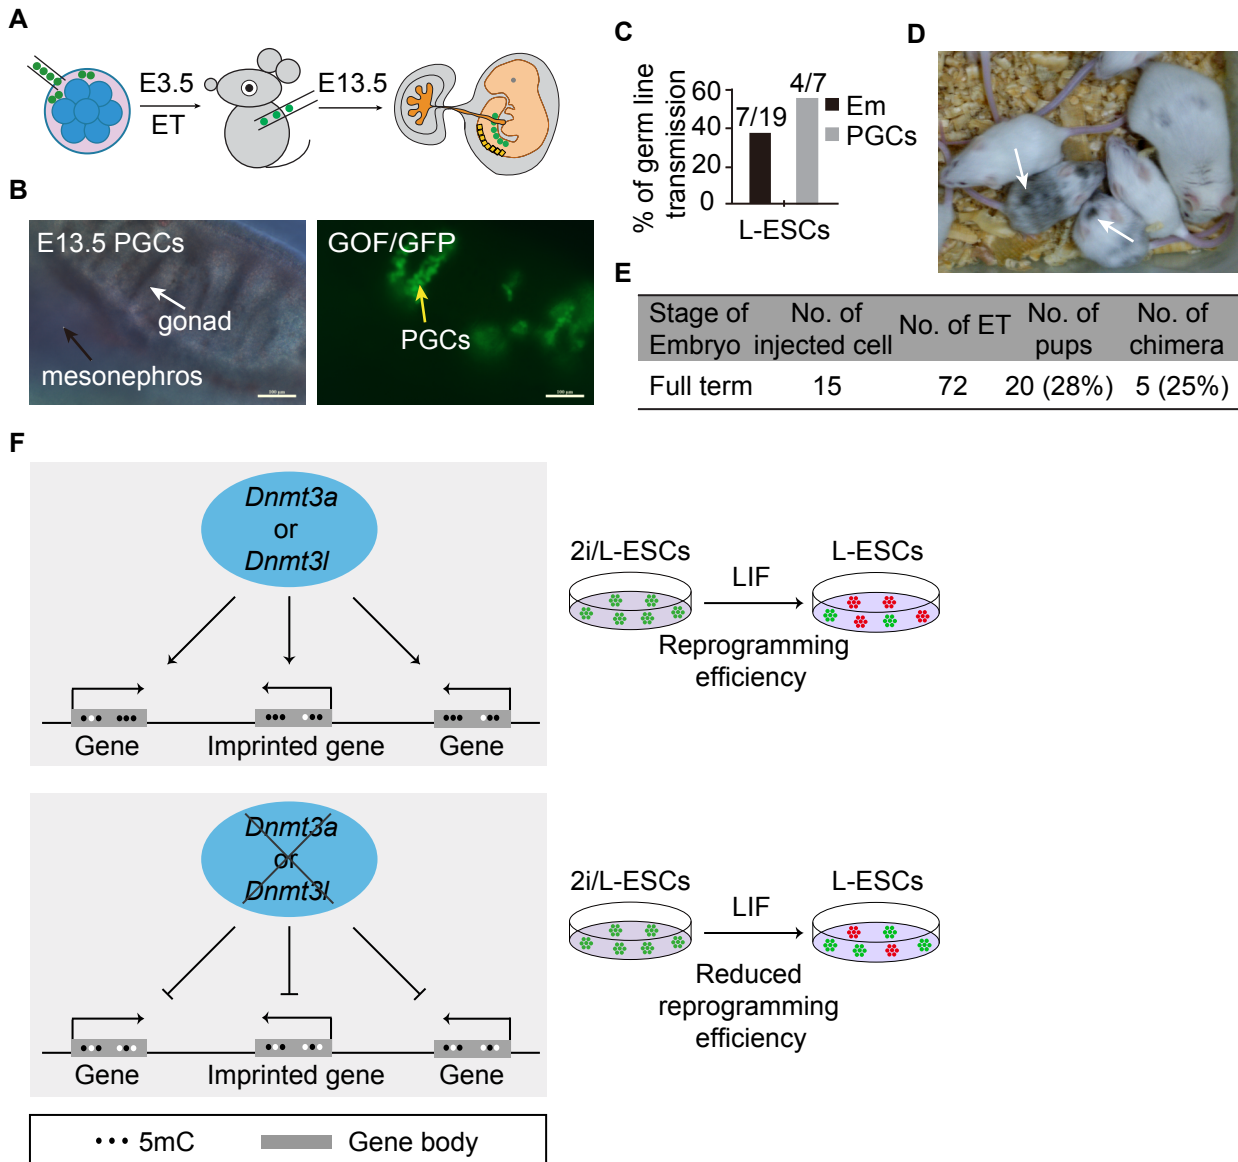 A
E3.5
ET
E13.5
B
E13.5 PGCs
gonad
mesonephros
100 μm
GOF/GFP
PGCs
100 μm
C
% of germ line
transmission
60
40
20
0
7/19
4/7
Em
PGCs
L-ESCs
D
E
Stage of Embryo No. of injected cell No. of ET No. of pups No. of chimera
Full term 15 72 20 (28%) 5 (25%)
F
Dnmt3a
or
Dnmt3l
Gene Imprinted gene Gene
2i/L-ESCs
LIF
L-ESCs
Reprogramming
efficiency
Dnmt3a
or
Dnmt3l
Gene Imprinted gene Gene
2i/L-ESCs
LIF
L-ESCs
Reduced
reprogramming
efficiency
5mC Gene body